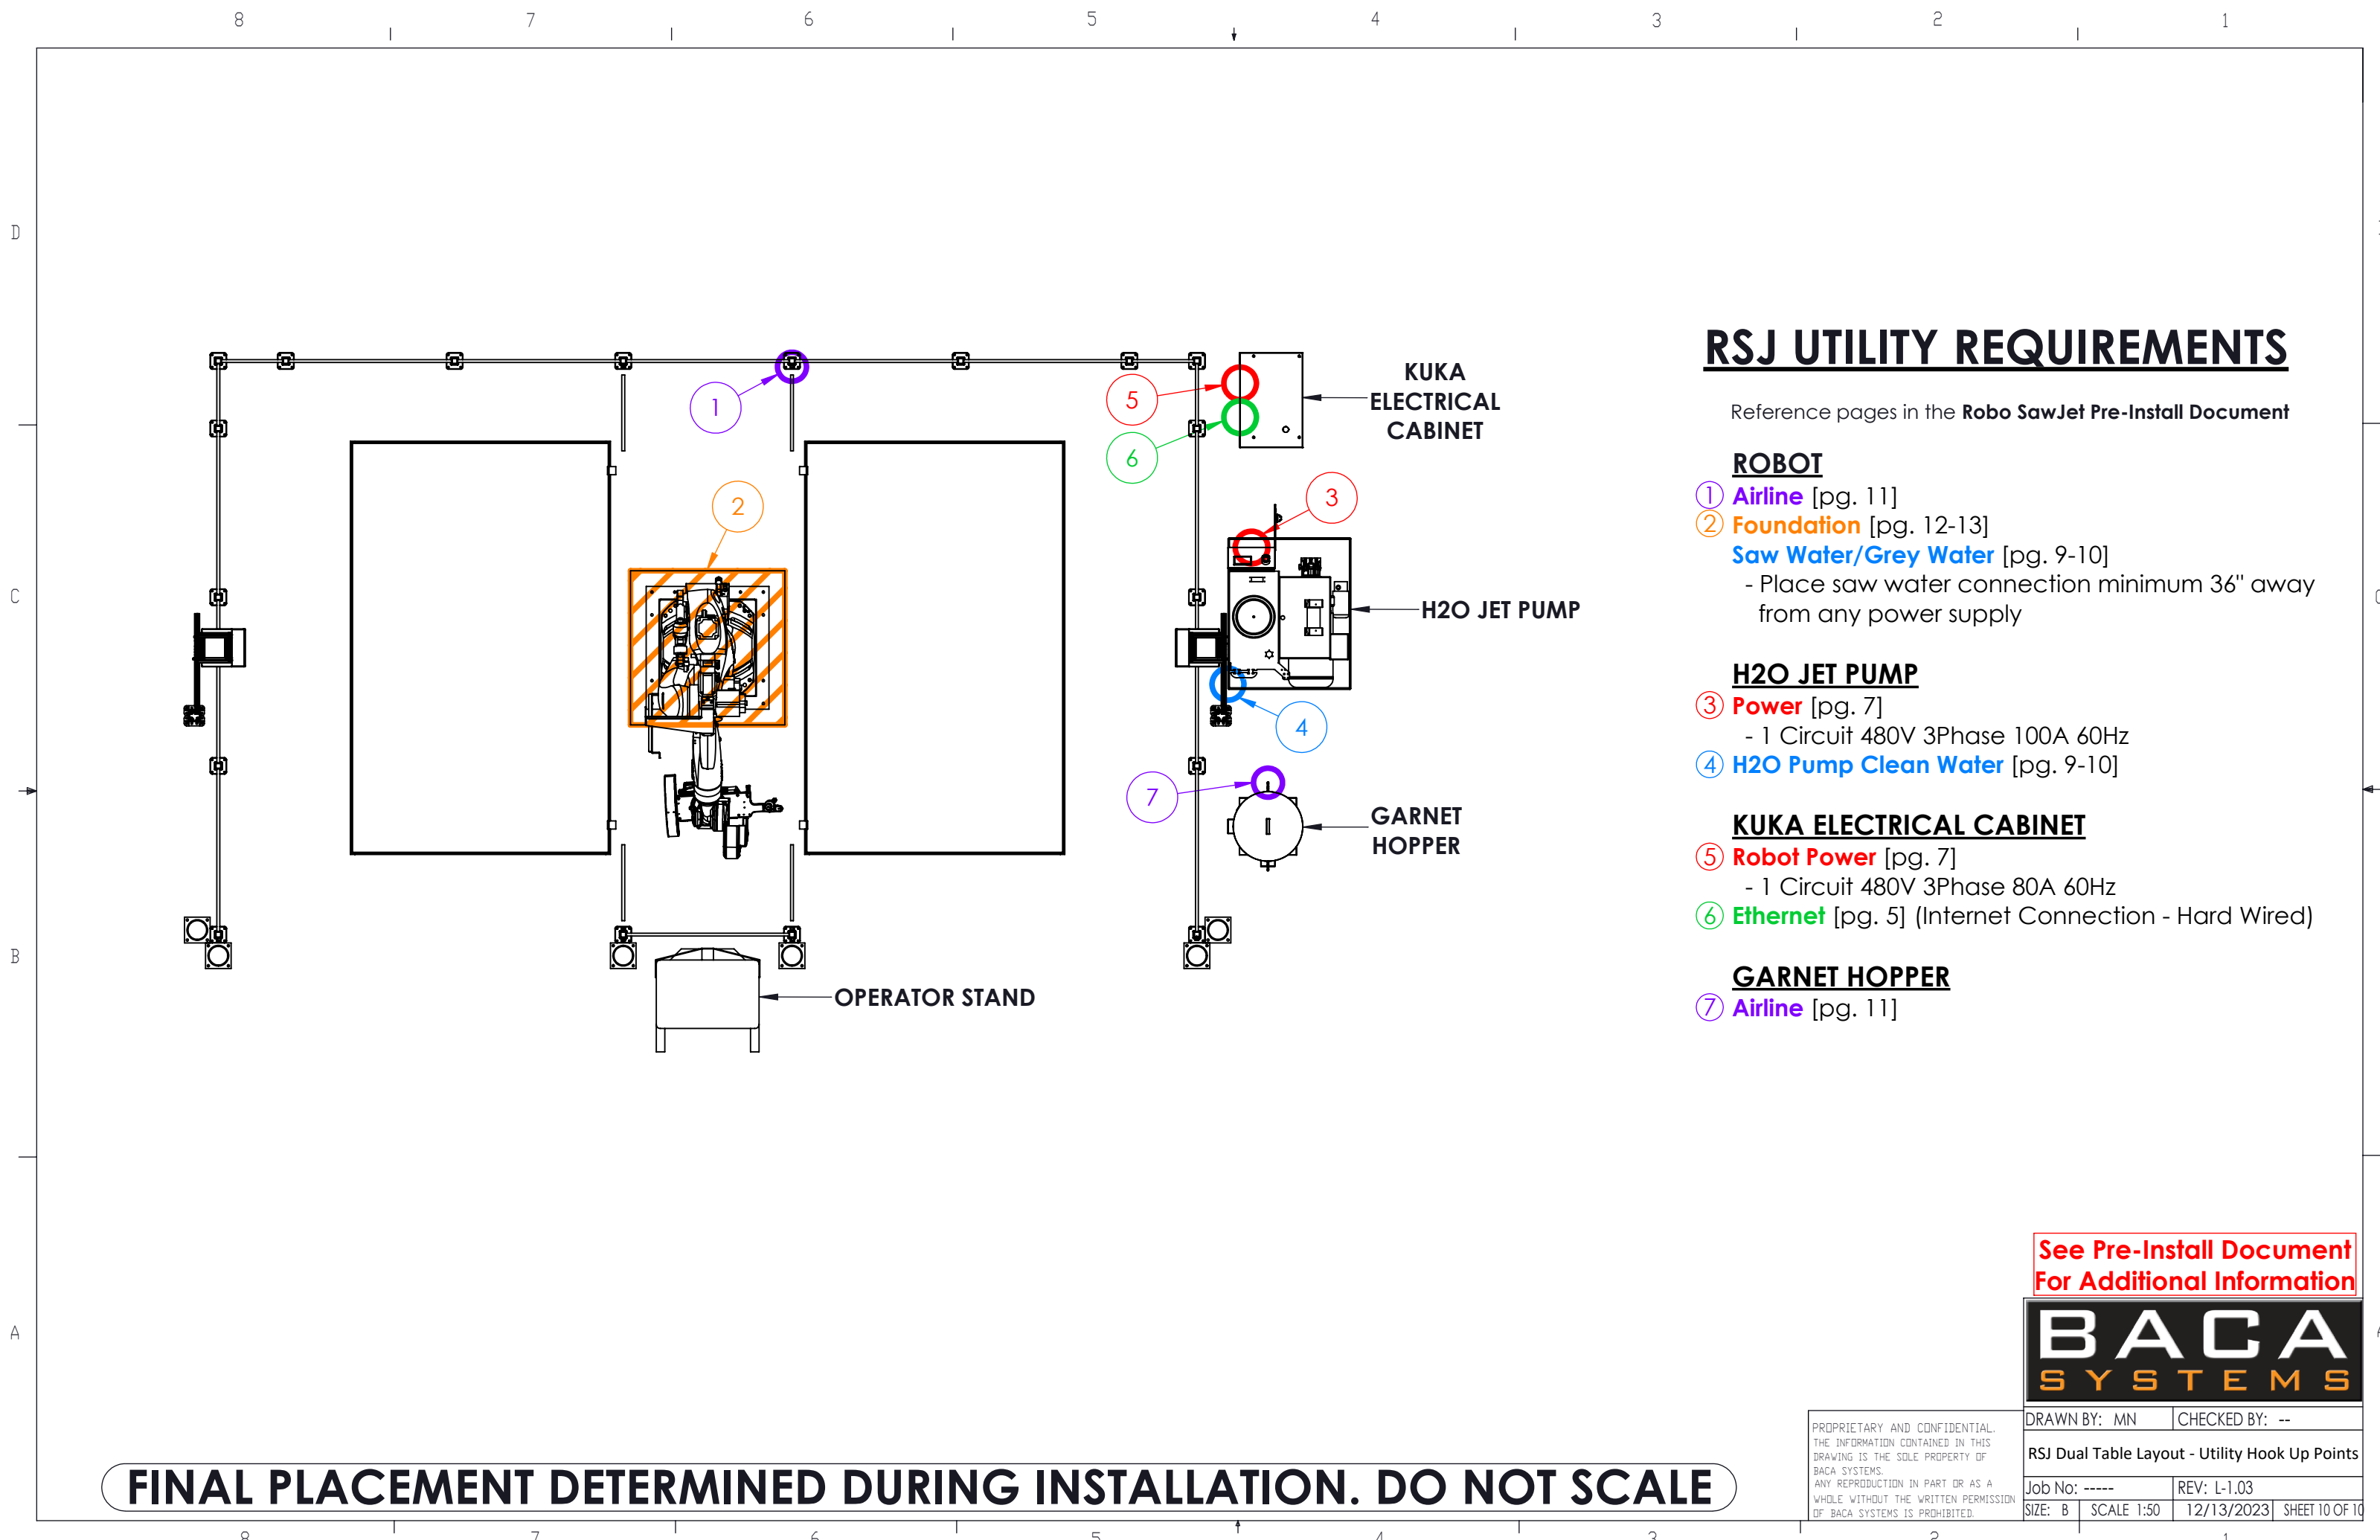 8 7 6 5 4 3 2 1
D
C
B
A
1
2
3
4
5
6
7
KUKA
ELECTRICAL
CABINET
H2O JET PUMP
GARNET
HOPPER
OPERATOR STAND
RSJ UTILITY REQUIREMENTS
Reference pages in the Robo SawJet Pre-Install Document
ROBOT
1 Airline [pg. 11]
2 Foundation [pg. 12-13]
Saw Water/Grey Water [pg. 9-10]
- Place saw water connection minimum 36" away
from any power supply
H2O JET PUMP
3 Power [pg. 7]
- 1 Circuit 480V 3Phase 100A 60Hz
4 H2O Pump Clean Water [pg. 9-10]
KUKA ELECTRICAL CABINET
5 Robot Power [pg. 7]
- 1 Circuit 480V 3Phase 80A 60Hz
6 Ethernet [pg. 5] (Internet Connection - Hard Wired)
GARNET HOPPER
7 Airline [pg. 11]
See Pre-Install Document
For Additional Information
BACA
SYSTEMS
PROPRIETARY AND CONFIDENTIAL.
THE INFORMATION CONTAINED IN THIS
DRAWING IS THE SOLE PROPERTY OF
BACA SYSTEMS.
ANY REPRODUCTION IN PART OR AS A
WHOLE WITHOUT THE WRITTEN PERMISSION
OF BACA SYSTEMS IS PROHIBITED.
DRAWN BY: MN CHECKED BY: --
RSJ Dual Table Layout - Utility Hook Up Points
Job No: ----- REV: L-1.03
SIZE: B SCALE 1:50 12/13/2023 SHEET 10 OF 10
FINAL PLACEMENT DETERMINED DURING INSTALLATION. DO NOT SCALE
8 7 6 5 4 3 2 1